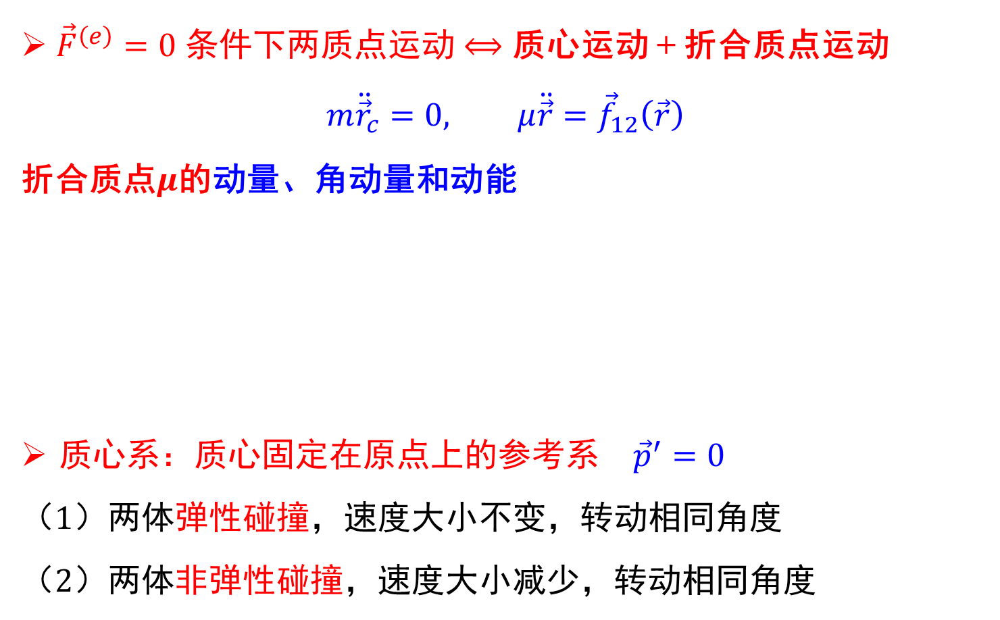 ➢ $\vec{F}^{(e)} = 0$ 条件下两质点运动 ⟺ 质心运动 + 折合质点运动
$m\ddot{\vec{r}}_c = 0, \quad \mu\ddot{\vec{r}} = \vec{f}_{12}(\vec{r})$
折合质点μ的动量、角动量和动能
➢ 质心系：质心固定在原点上的参考系 $\vec{p}' = 0$
（1）两体弹性碰撞，速度大小不变，转动相同角度
（2）两体非弹性碰撞，速度大小减少，转动相同角度